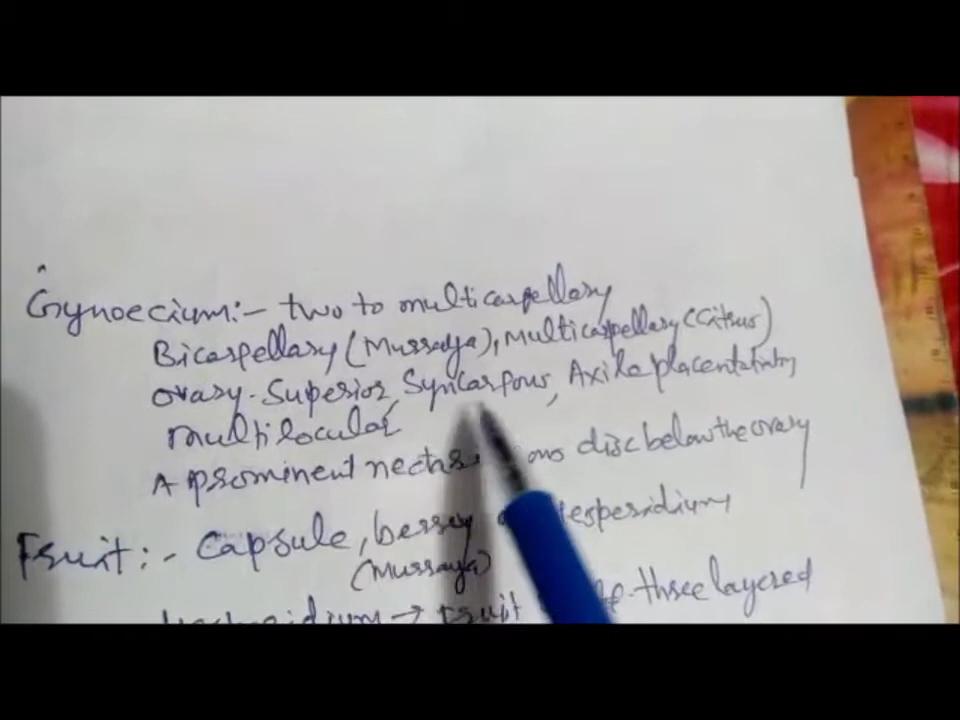 Gynoecium:- two to multicarpellary
Bicarpellary (Murraya), Multicarpellary (Citrus)
ovary-Superior, Syncarpous, Axile placentation,
multilocular
A prominent disc below the ovary
Fruit:- Capsule, berry hesperidium,
(Murraya)
→ fruit three layered